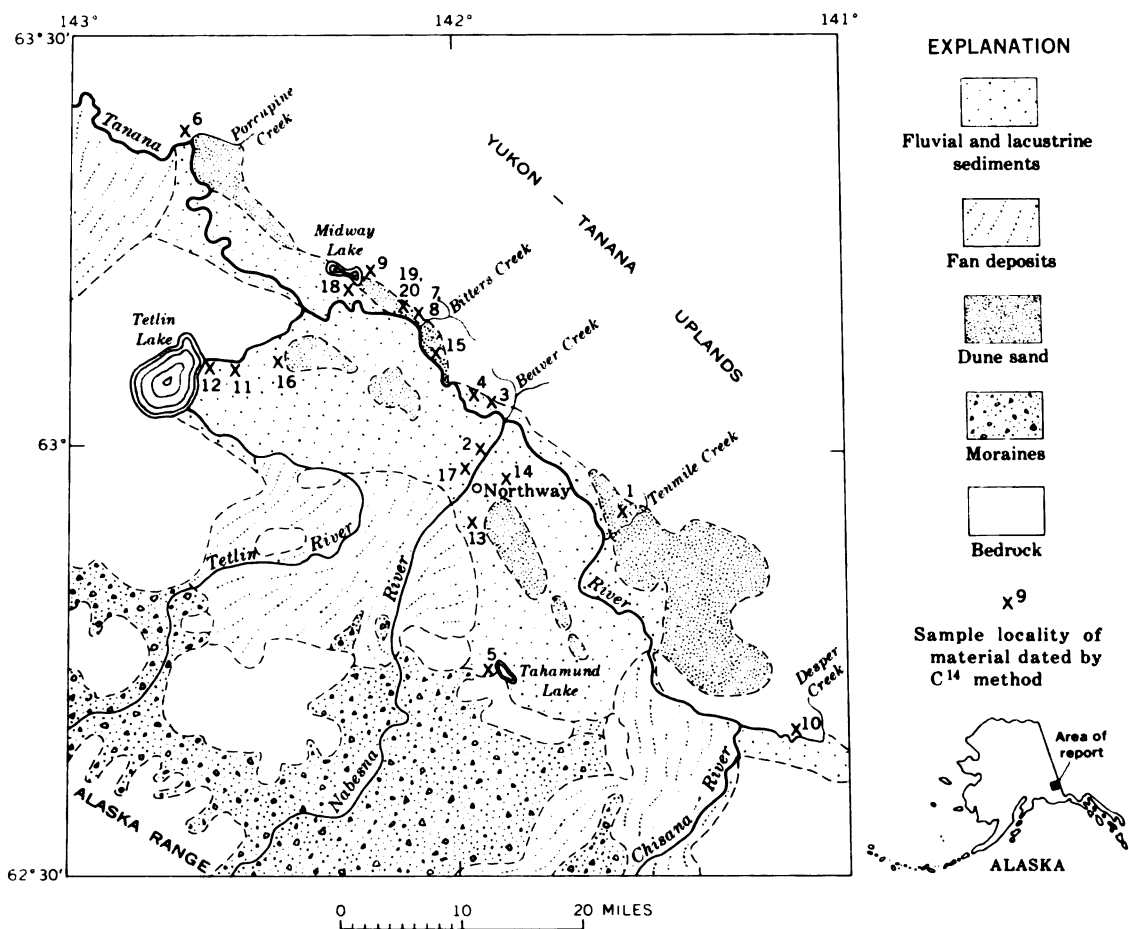 143°
142°
141°
63°30'
63°
62°30'
Tanana
6
Porcupine
Creek
YUKON – TANANA UPLANDS
Midway
Lake
9
18
19,
20
7,
8
Bitters Creek
15
Tetlin
Lake
12
11
16
4
3
Beaver Creek
2
17
14
Northway
13
1
Tenmile Creek
Tetlin River
River
River
5
Tahamund
Lake
Desper
Creek
10
Nabesna
River
Chisana
ALASKA RANGE
0 10 20 MILES
EXPLANATION
Fluvial and lacustrine
sediments
Fan deposits
Dune sand
Moraines
Bedrock
x9
Sample locality of
material dated by
C14 method
Area of
report
ALASKA